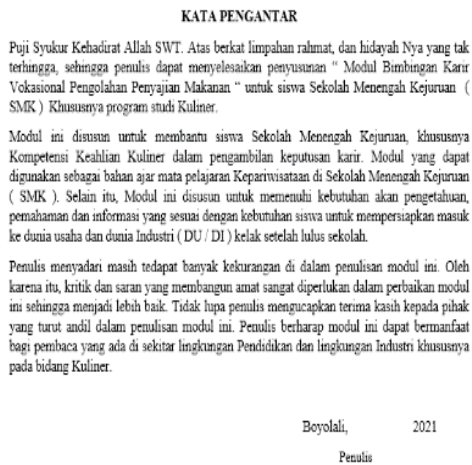 KATA PENGANTAR
Puji Syukur Kehadirat Allah SWT. Atas berkat limpahan rahmat, dan hidayah Nya yang tak
terhingga, sehingga penulis dapat menyelesaikan penyusunan “ Modul Bimbingan Karir
Vokasional Pengolahan Penyajian Makanan “ untuk siswa Sekolah Menengah Kejuruan (
SMK ) Khususnya program studi Kuliner.
Modul ini disusun untuk membantu siswa Sekolah Menengah Kejuruan, khususnya
Kompetensi Keahlian Kuliner dalam pengambilan keputusan karir. Modul yang dapat
digunakan sebagai bahan ajar mata pelajaran Kepariwisataan di Sekolah Menengah Kejuruan
( SMK ). Selain itu, Modul ini disusun untuk memenuhi kebutuhan akan pengetahuan,
pemahaman dan informasi yang sesuai dengan kebutuhan siswa untuk mempersiapkan masuk
ke dunia usaha dan dunia Industri ( DU / DI ) kelak setelah lulus sekolah.
Penulis menyadari masih tedapat banyak kekurangan di dalam penulisan modul ini. Oleh
karena itu, kritik dan saran yang membangun amat sangat diperlukan dalam perbaikan modul
ini sehingga menjadi lebih baik. Tidak lupa penulis mengucapkan terima kasih kepada pihak
yang turut andil dalam penulisan modul ini. Penulis berharap modul ini dapat bermanfaat
bagi pembaca yang ada di sekitar lingkungan Pendidikan dan lingkungan Industri khususnya
pada bidang Kuliner.
Boyolali, 2021
Penulis